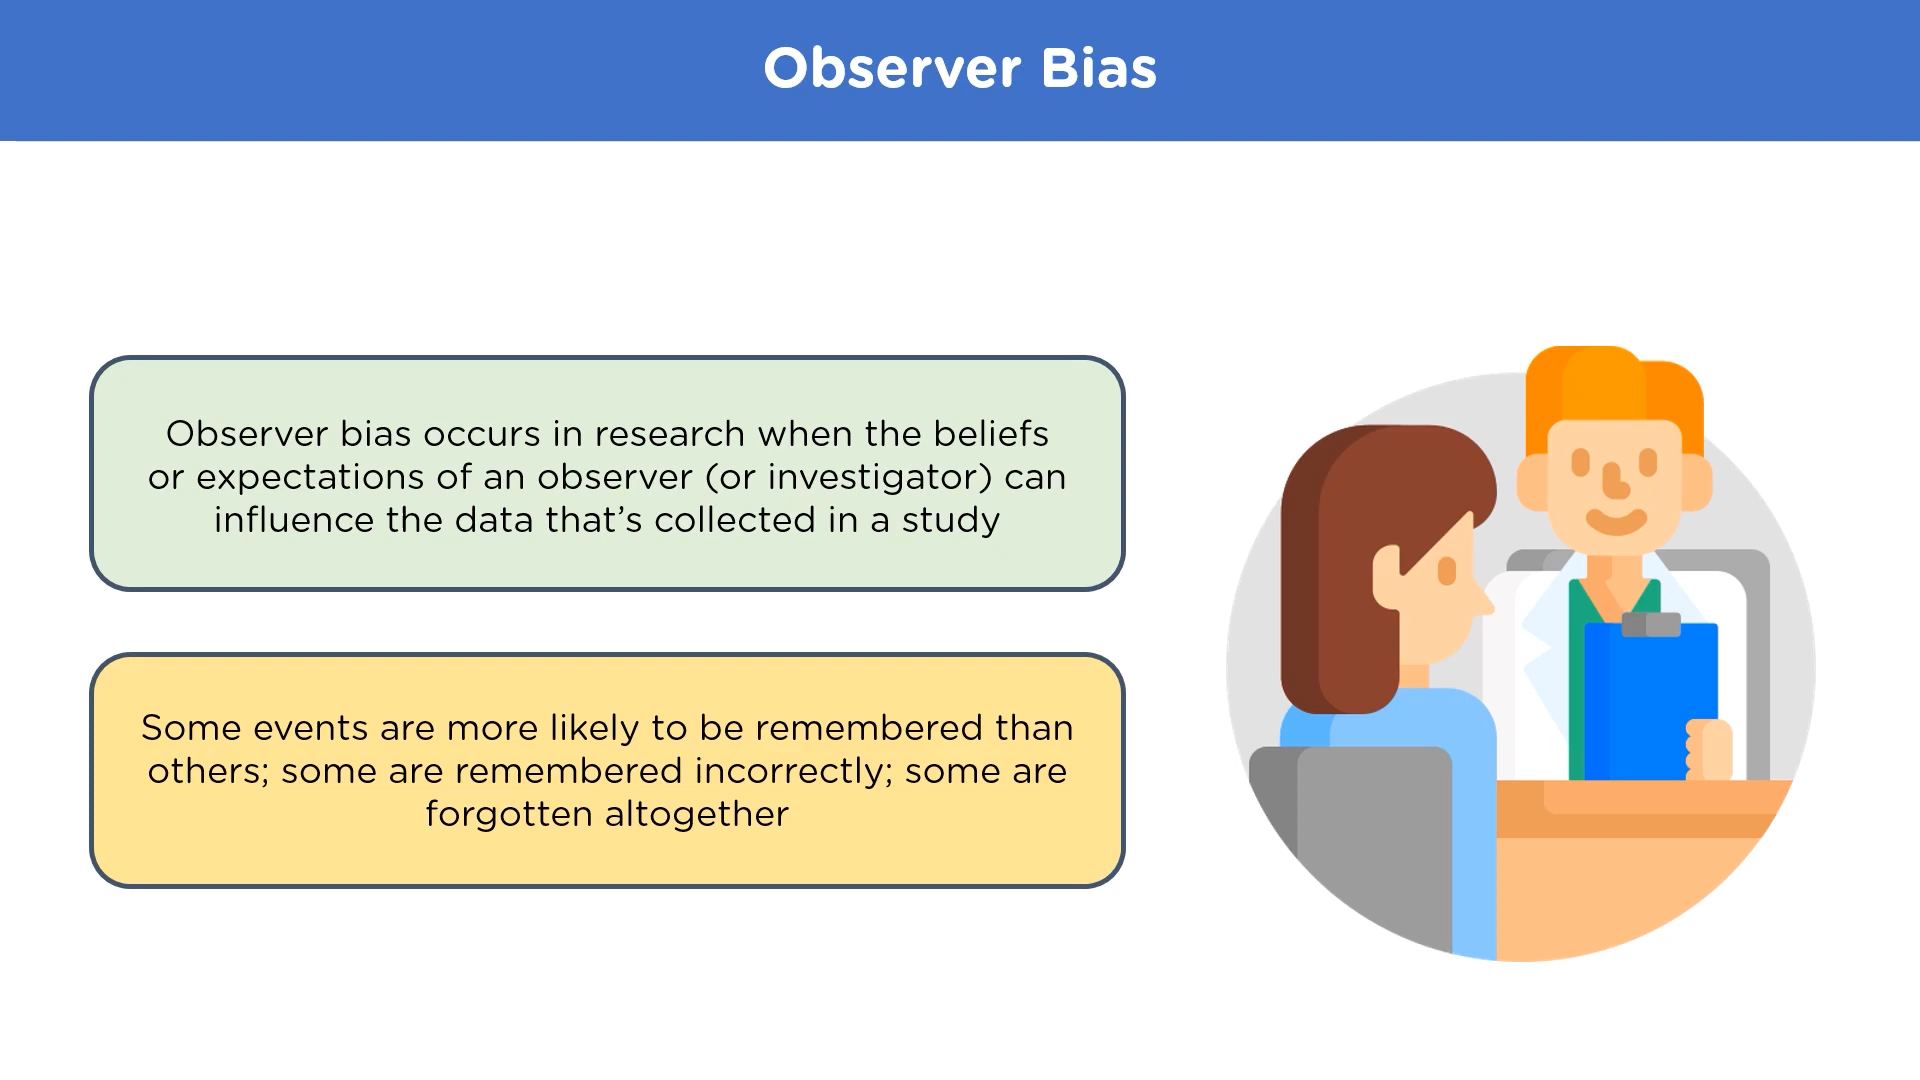 Observer Bias
Observer bias occurs in research when the beliefs
or expectations of an observer (or investigator) can
influence the data that’s collected in a study
Some events are more likely to be remembered than
others; some are remembered incorrectly; some are
forgotten altogether